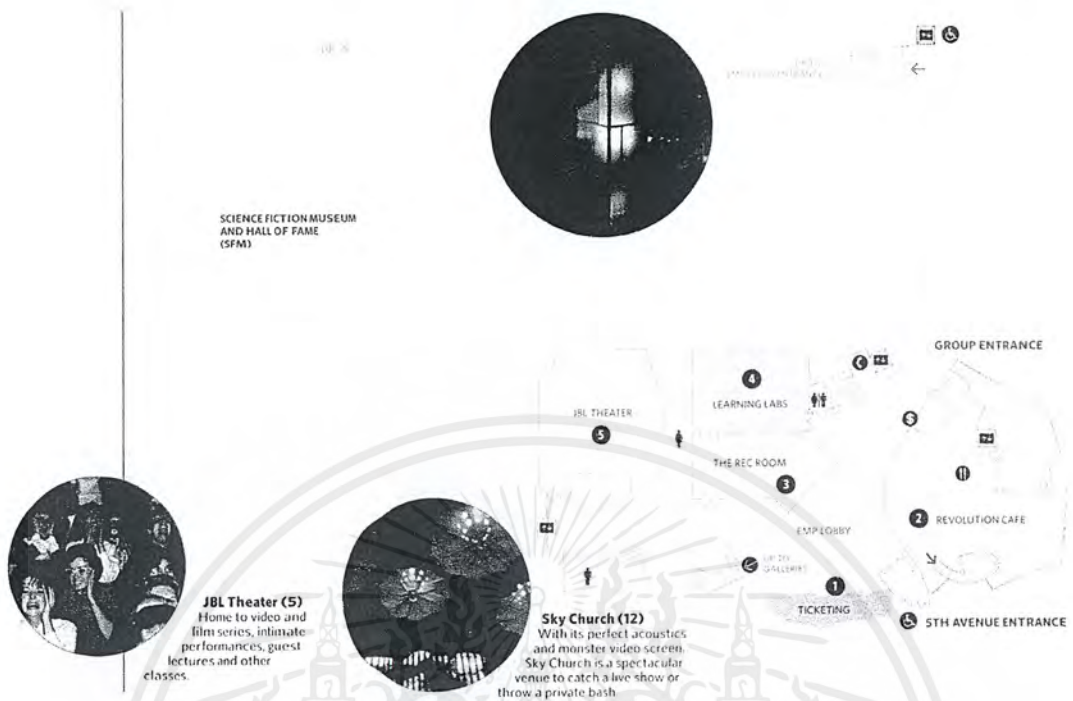 SCIENCE FICTION MUSEUM
AND HALL OF FAME
(SFM)
GROUP ENTRANCE
4
LEARNING LABS
$
JBL THEATER
5
THE REC ROOM
3
2 REVOLUTION CAFE
EMP LOBBY
UP TO
GALLERIES
1
TICKETING
5TH AVENUE ENTRANCE
JBL Theater (5)
Home to video and
film series, intimate
performances, guest
lectures and other
classes.
Sky Church (12)
With its perfect acoustics
and monster video screen
Sky Church is a spectacular
venue to catch a live show or
throw a private bash